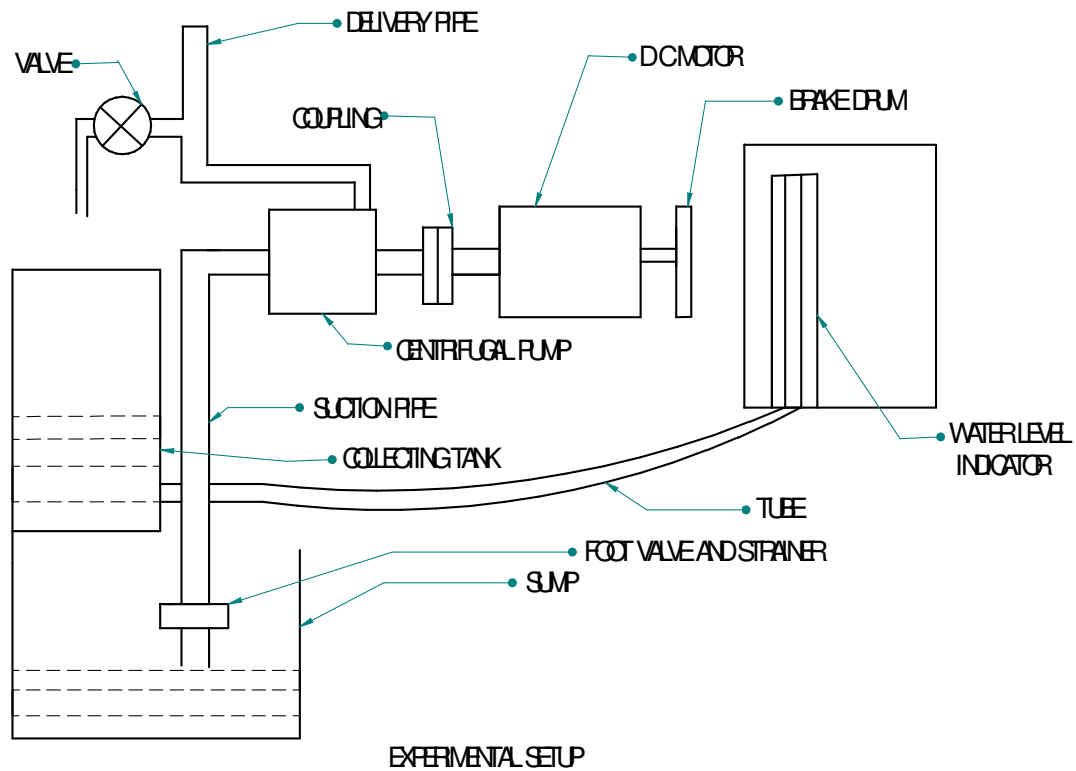 DELIVERY PIPE
VALVE
D C MOTOR
BRAKE DRUM
COUPLING
CENTRIFUGAL PUMP
SUCTION PIPE
WATER LEVEL
INDICATOR
COLLECTING TANK
TUBE
FOOT VALVE AND STRAINER
SUMP
EXPERIMENTAL SETUP